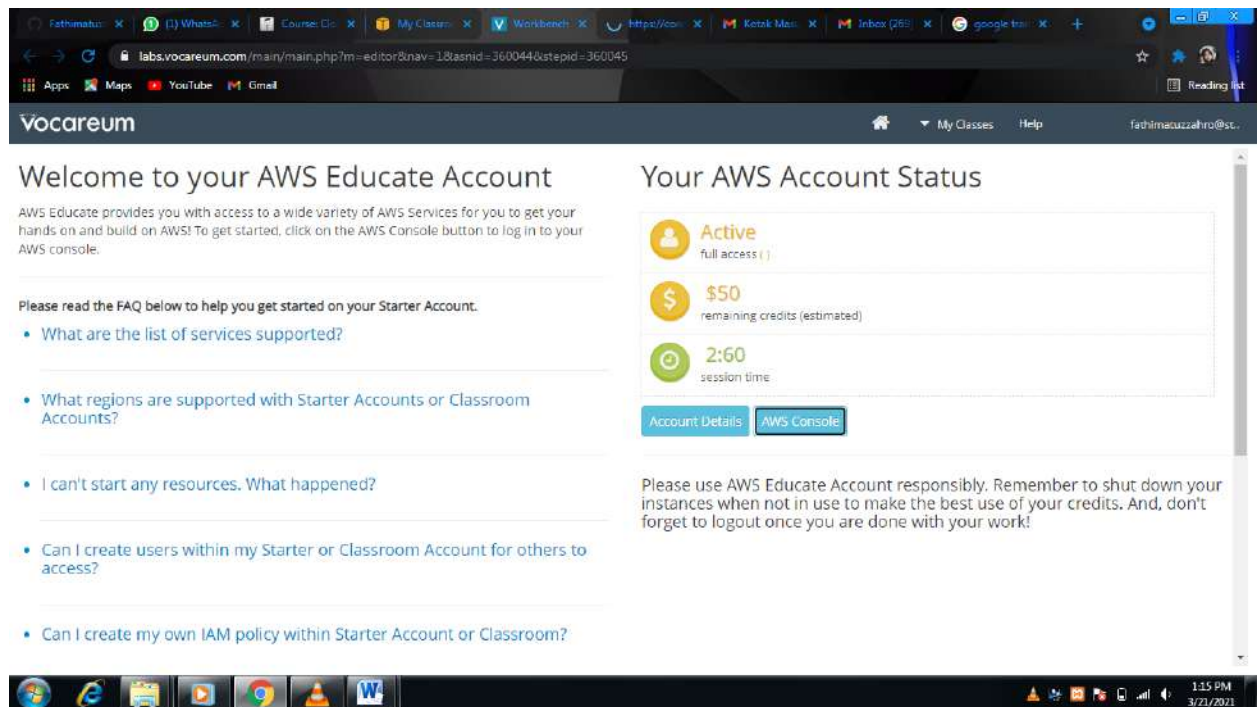 Fathimatuz
(1) WhatsA
Course: Clo
My Classro
Workbench
https://con
Kotak Mas
Inbox (269)
google tran
labs.vocareum.com/main/main.php?m=editor&nav=1&asnid=360044&stepid=360045
Apps
Maps
YouTube
Gmail
Reading list
vocareum
My Classes
Help
fathimatuzzahro@st..
Welcome to your AWS Educate Account
AWS Educate provides you with access to a wide variety of AWS Services for you to get your
hands on and build on AWS! To get started, click on the AWS Console button to log in to your
AWS console.
Please read the FAQ below to help you get started on your Starter Account.
• What are the list of services supported?
• What regions are supported with Starter Accounts or Classroom
Accounts?
• I can't start any resources. What happened?
• Can I create users within my Starter or Classroom Account for others to
access?
• Can I create my own IAM policy within Starter Account or Classroom?
Your AWS Account Status
Active
full access ( )
$50
remaining credits (estimated)
2:60
session time
Account Details
AWS Console
Please use AWS Educate Account responsibly. Remember to shut down your
instances when not in use to make the best use of your credits. And, don't
forget to logout once you are done with your work!
1:15 PM
3/21/2021